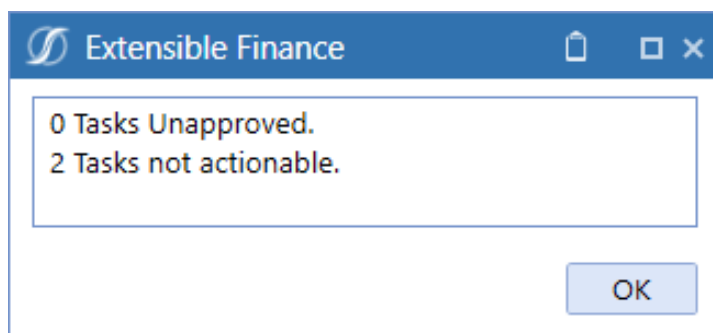 Extensible Finance
0 Tasks Unapproved.
2 Tasks not actionable.
OK